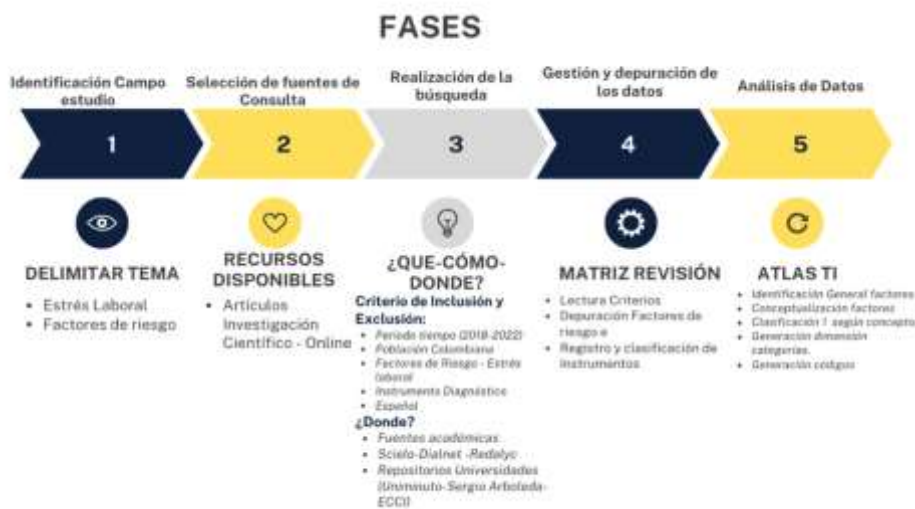 FASES
Identificación Campo
estudio
1
DELIMITAR TEMA
• Estrés Laboral
• Factores de riesgo
Selección de fuentes de
Consulta
2
RECURSOS
DISPONIBLES
• Artículos
Investigación
Científico - Online
Realización de la
búsqueda
3
¿QUE-CÓMO-
DONDE?
Criterio de Inclusión y
Exclusión:
• Periodo tiempo (2018-2022)
• Población Colombiana
• Factores de Riesgo - Estrés
laboral
• Instrumento Diagnóstico
• Español
¿Donde?
• Fuentes académicas
• Scielo-Dialnet -Redalyc
• Repositorios Universidades
(Uniminuto-Sergio Arboleda-
ECCI)
Gestión y depuración de
los datos
4
MATRIZ REVISIÓN
• Lectura Criterios
• Depuración Factores de
riesgo e
• Registro y clasificación de
instrumentos
Análisis de Datos
5
ATLAS TI
• Identificación General factores
• Conceptualización factores
• Clasificación 1 según concepto
• Generación dimensión
categorías.
• Generación códigos